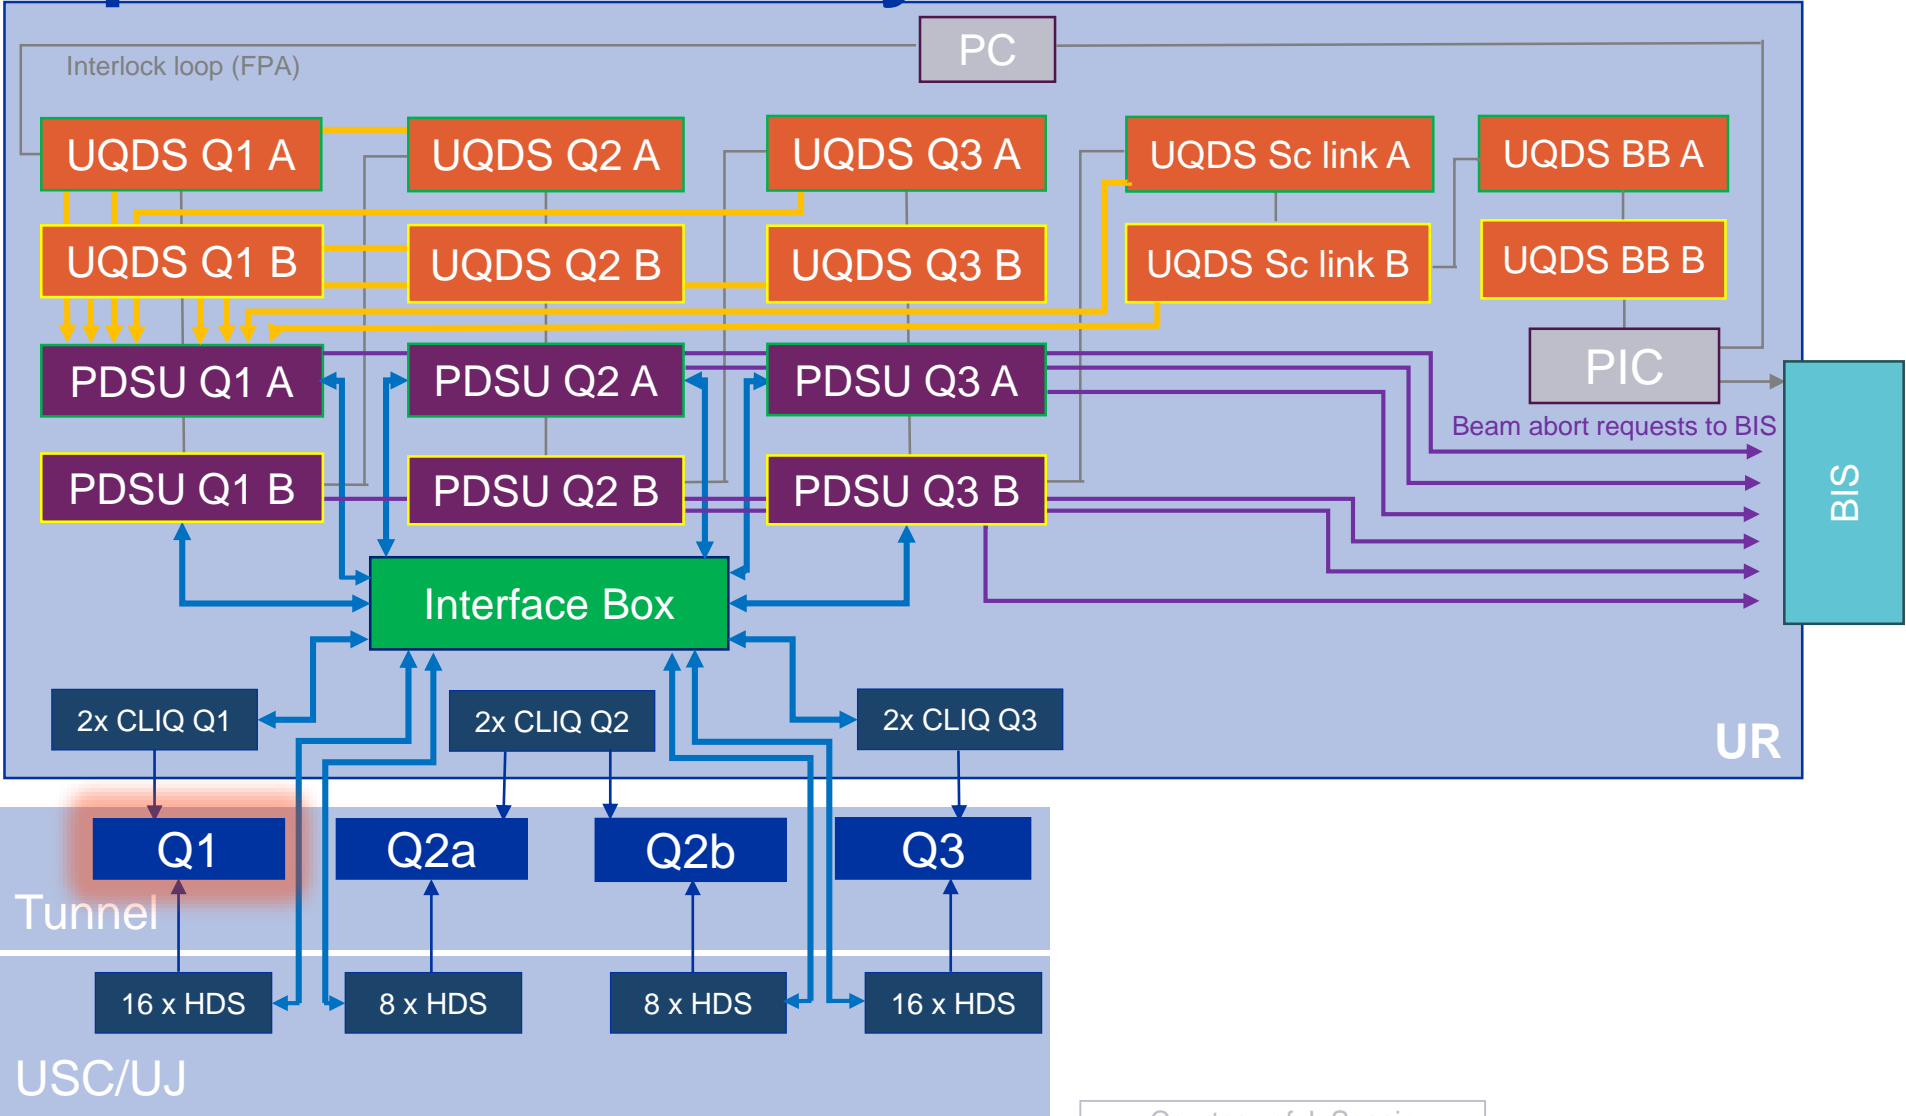 PC
Interlock loop (FPA)
UQDS Q1 A
UQDS Q2 A
UQDS Q3 A
UQDS Sc link A
UQDS BB A
UQDS Q1 B
UQDS Q2 B
UQDS Q3 B
UQDS Sc link B
UQDS BB B
PDSU Q1 A
PDSU Q2 A
PDSU Q3 A
PIC
Beam abort requests to BIS
BIS
PDSU Q1 B
PDSU Q2 B
PDSU Q3 B
Interface Box
2x CLIQ Q1
2x CLIQ Q2
2x CLIQ Q3
UR
Q1
Q2a
Q2b
Q3
Tunnel
16 x HDS
8 x HDS
8 x HDS
16 x HDS
USC/UJ